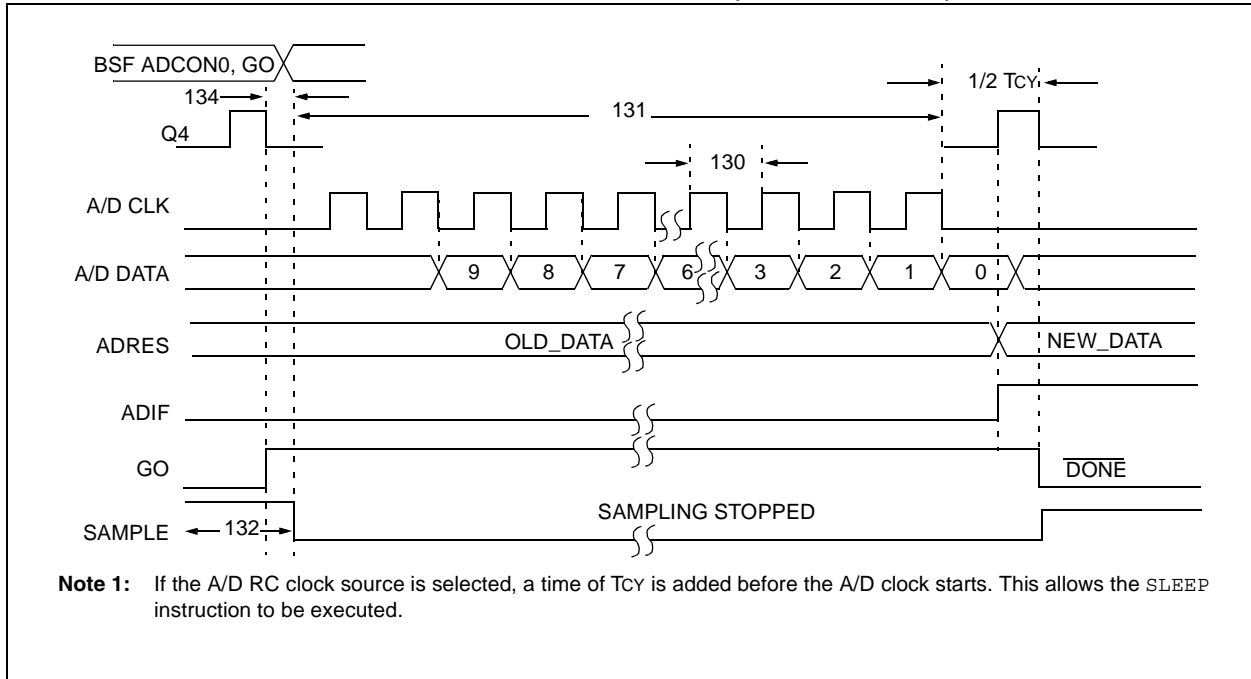 BSF ADCON0, GO
134
131
1/2 TCY
Q4
130
A/D CLK
A/D DATA
9 8 7 6 3 2 1 0
ADRES
OLD_DATA
NEW_DATA
ADIF
GO
DONE
SAMPLING STOPPED
SAMPLE
132
Note 1: If the A/D RC clock source is selected, a time of TCY is added before the A/D clock starts. This allows the SLEEP
instruction to be executed.